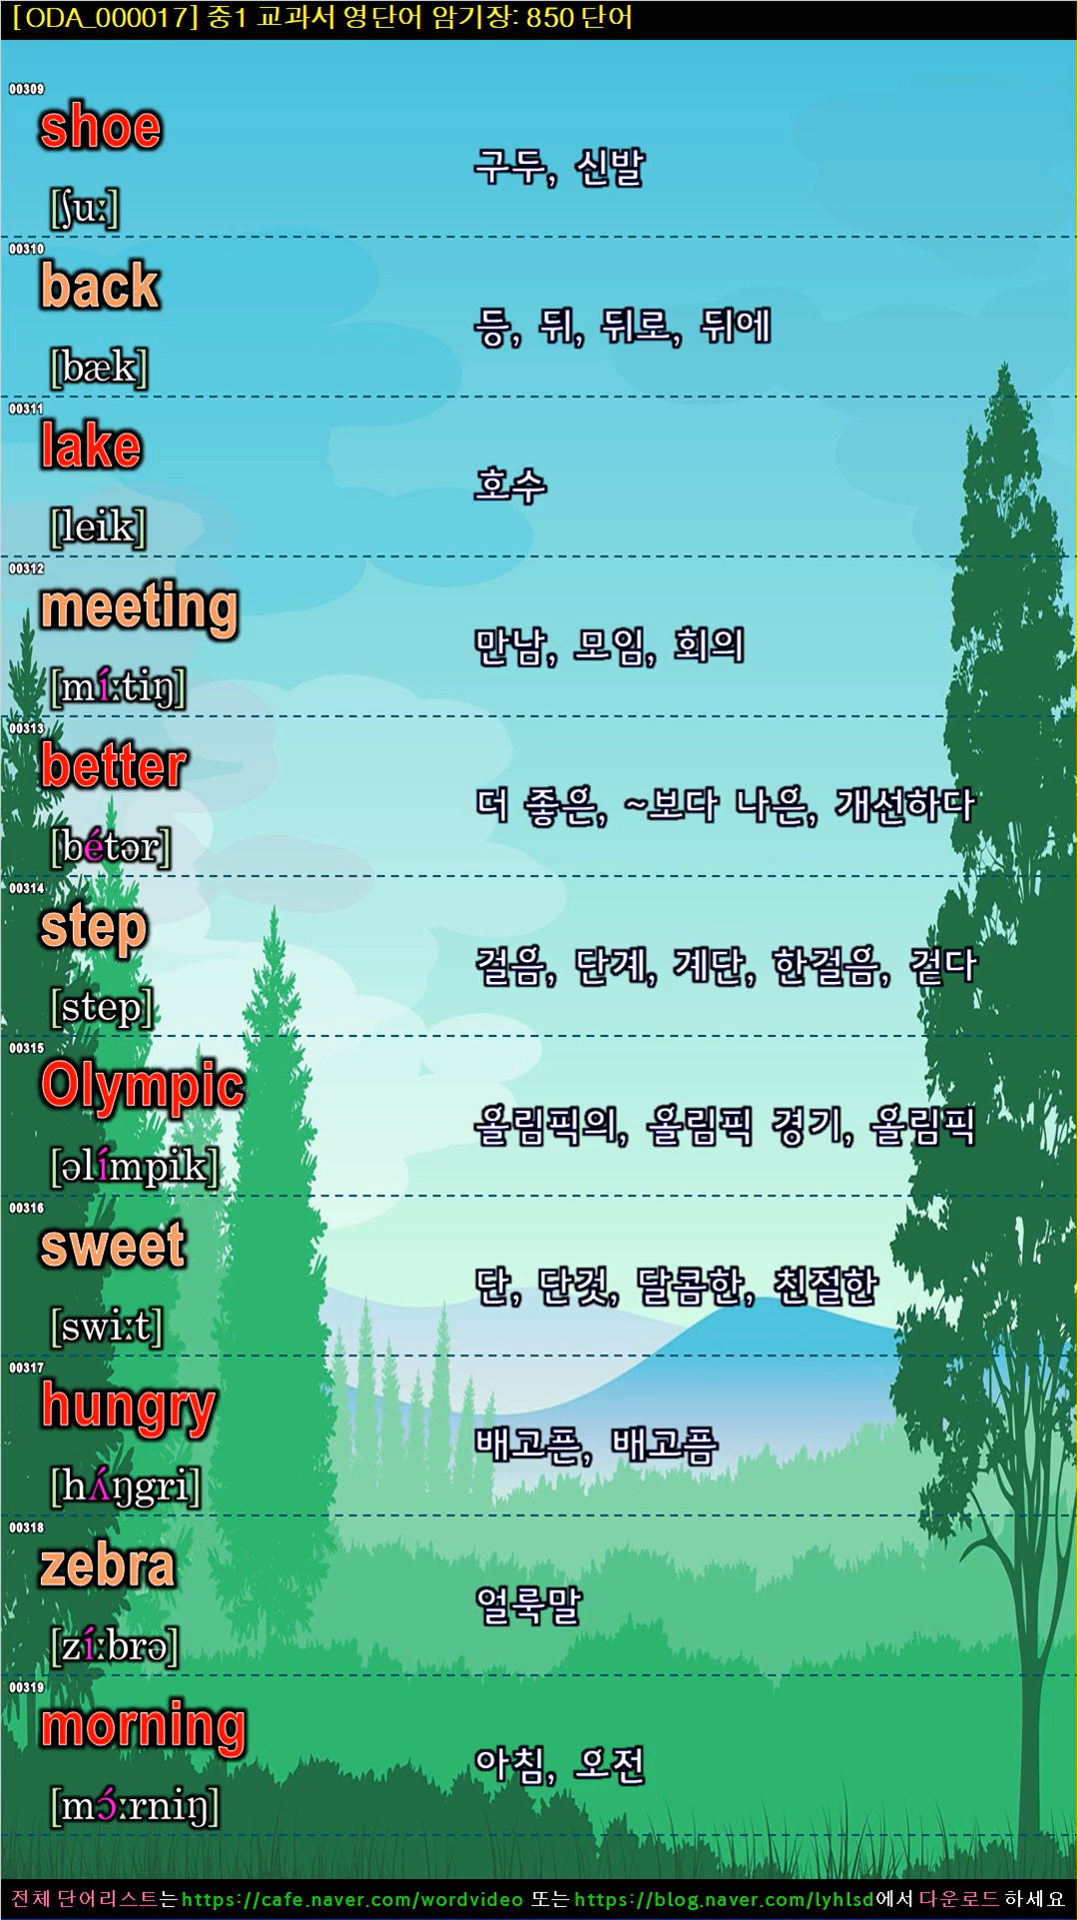 [ODA_000017] 중1 교과서 영단어 암기장: 850 단어
00309
shoe
구두, 신발
[ʃuː]
00310
back
등, 뒤, 뒤로, 뒤에
[bæk]
00311
lake
호수
[leik]
00312
meeting
만남, 모임, 회의
[míːtiŋ]
00313
better
더 좋은, ~보다 나은, 개선하다
[bétər]
00314
step
걸음, 단계, 계단, 한걸음, 걷다
[step]
00315
Olympic
올림픽의, 올림픽 경기, 올림픽
[əlímpik]
00316
sweet
단, 단것, 달콤한, 친절한
[swiːt]
00317
hungry
배고픈, 배고픔
[hʌ́ŋgri]
00318
zebra
얼룩말
[zíːbrə]
00319
morning
아침, 오전
[mɔ́ːrniŋ]
전체 단어리스트는 https://cafe.naver.com/wordvideo 또는 https://blog.naver.com/lyhlsd에서 다운로드 하세요